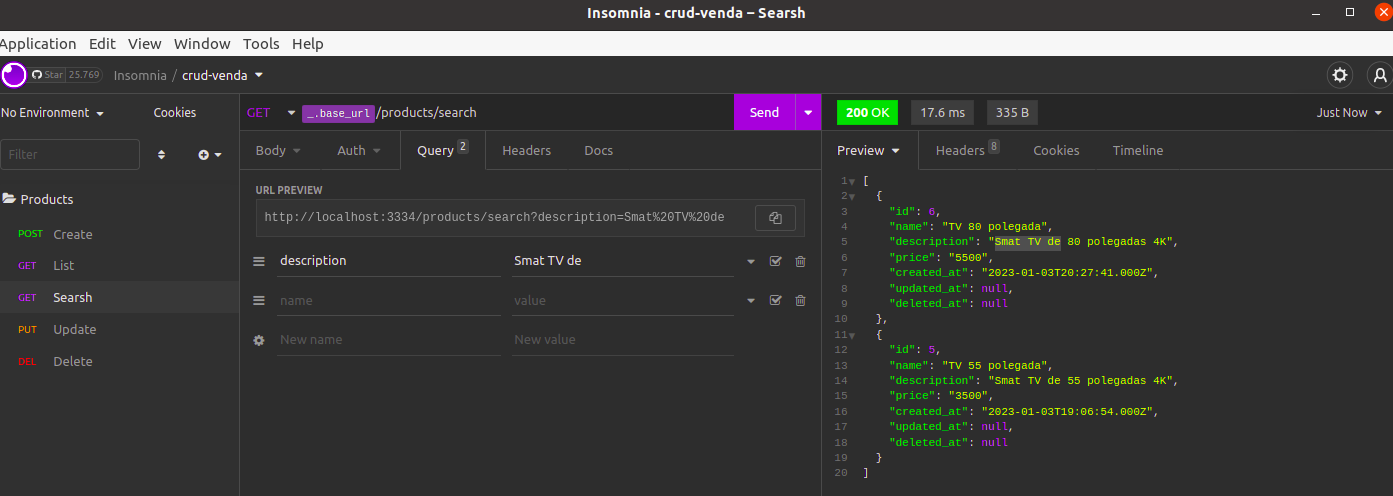 Insomnia - crud-venda – Searsh
Application Edit View Window Tools Help
Star 25.769 Insomnia / crud-venda
No Environment Cookies
Filter
Products
POST Create
GET List
GET Searsh
PUT Update
DEL Delete
GET _.base_url/products/search Send
Body Auth Query 2 Headers Docs
URL PREVIEW
http://localhost:3334/products/search?description=Smat%20TV%20de
description Smat TV de
name value
New name New value
200 OK 17.6 ms 335 B Just Now
Preview Headers 8 Cookies Timeline
1 [
2 {
3 "id": 6,
4 "name": "TV 80 polegada",
5 "description": "Smat TV de 80 polegadas 4K",
6 "price": "5500",
7 "created_at": "2023-01-03T20:27:41.000Z",
8 "updated_at": null,
9 "deleted_at": null
10 },
11 {
12 "id": 5,
13 "name": "TV 55 polegada",
14 "description": "Smat TV de 55 polegadas 4K",
15 "price": "3500",
16 "created_at": "2023-01-03T19:06:54.000Z",
17 "updated_at": null,
18 "deleted_at": null
19 }
20 ]